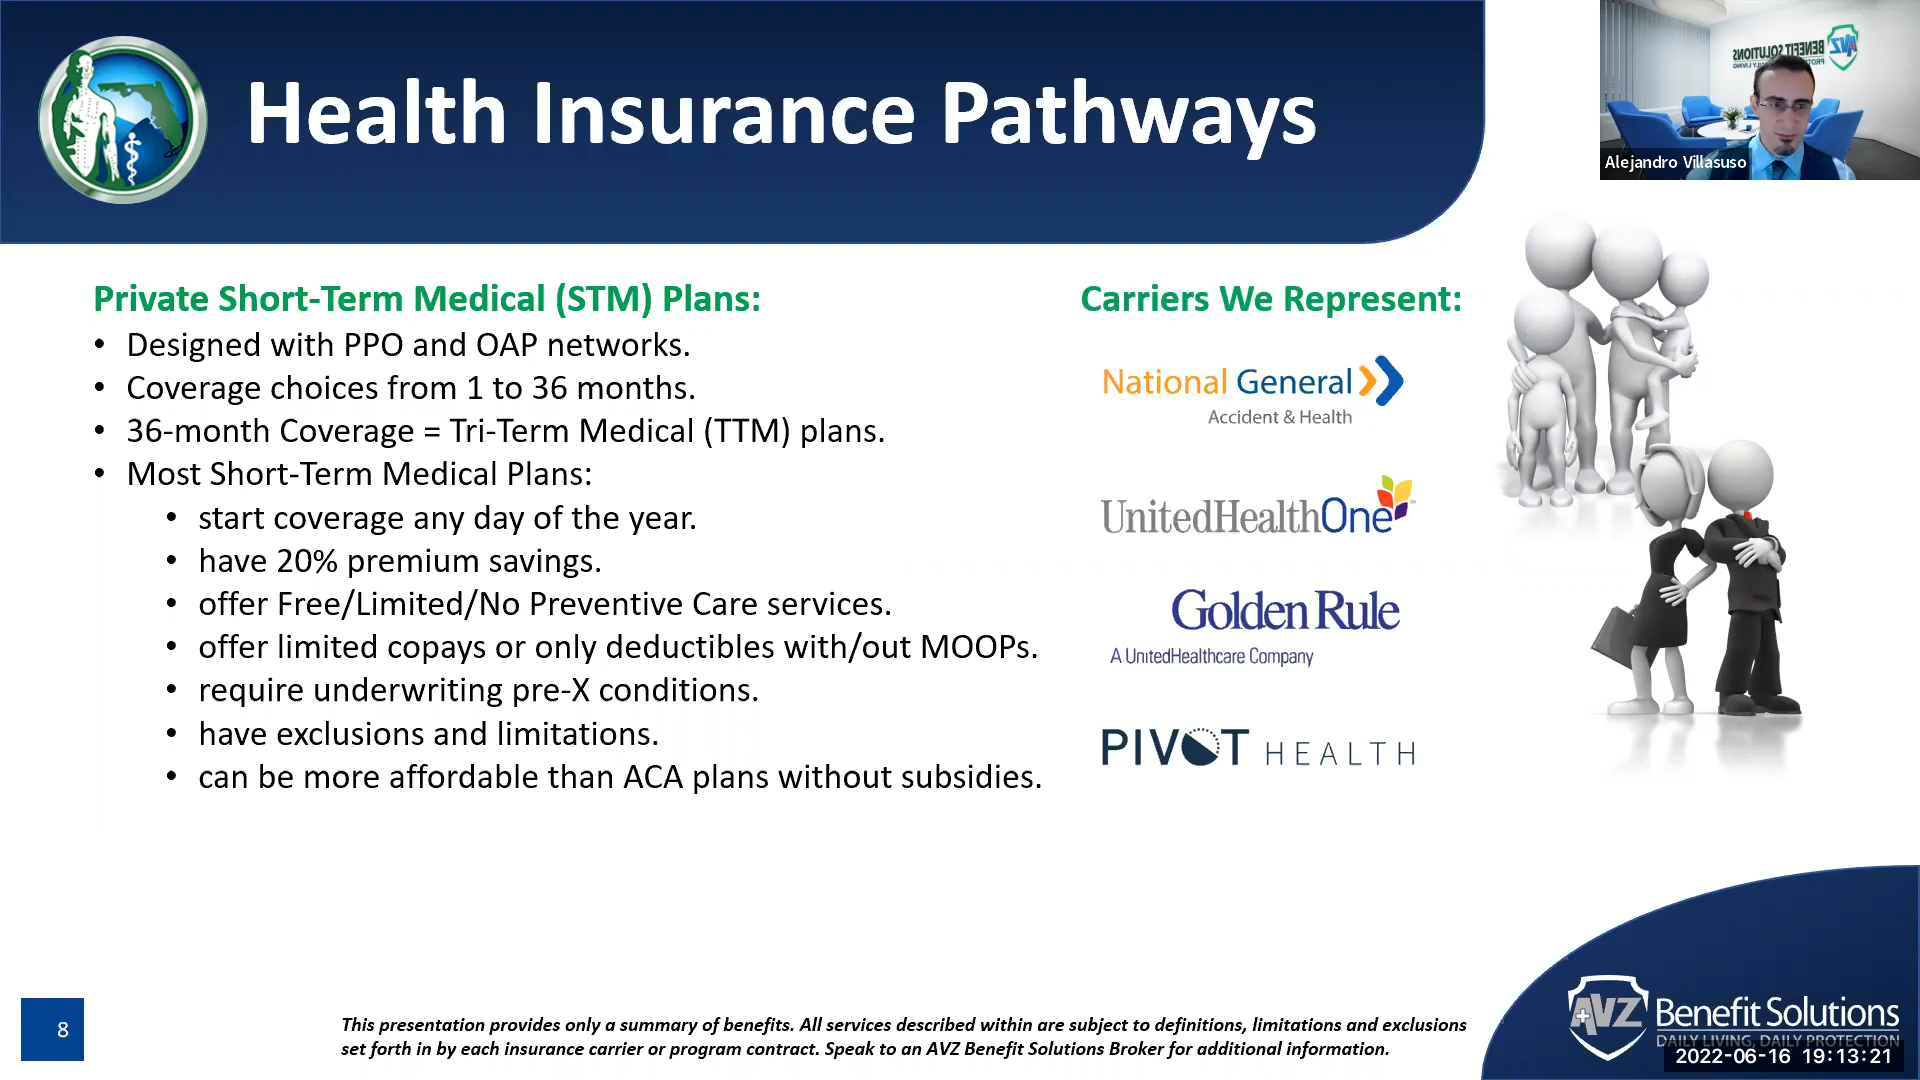 Health Insurance Pathways
AVZ BENEFIT SOLUTIONS
Alejandro Villasuso
Private Short-Term Medical (STM) Plans:
• Designed with PPO and OAP networks.
• Coverage choices from 1 to 36 months.
• 36-month Coverage = Tri-Term Medical (TTM) plans.
• Most Short-Term Medical Plans:
• start coverage any day of the year.
• have 20% premium savings.
• offer Free/Limited/No Preventive Care services.
• offer limited copays or only deductibles with/out MOOPs.
• require underwriting pre-X conditions.
• have exclusions and limitations.
• can be more affordable than ACA plans without subsidies.
Carriers We Represent:
National General
Accident & Health
UnitedHealthOne
Golden Rule
A UnitedHealthcare Company
PIVOT HEALTH
8
This presentation provides only a summary of benefits. All services described within are subject to definitions, limitations and exclusions
set forth in by each insurance carrier or program contract. Speak to an AVZ Benefit Solutions Broker for additional information.
AVZ Benefit Solutions
DAILY LIVING, DAILY PROTECTION
2022-06-16 19:13:21